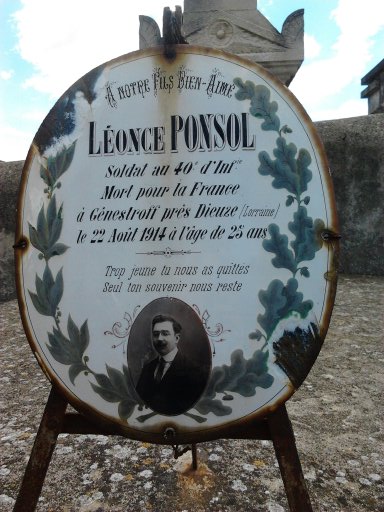 À NOTRE FILS BIEN-AIMÉ
LÉONCE PONSOL
Soldat au 40e d'Infie
Mort pour la France
à Génestroff près Dieuze (Lorraine)
le 22 Août 1914 à l'âge de 25 ans
Trop jeune tu nous as quittés
Seul ton souvenir nous reste